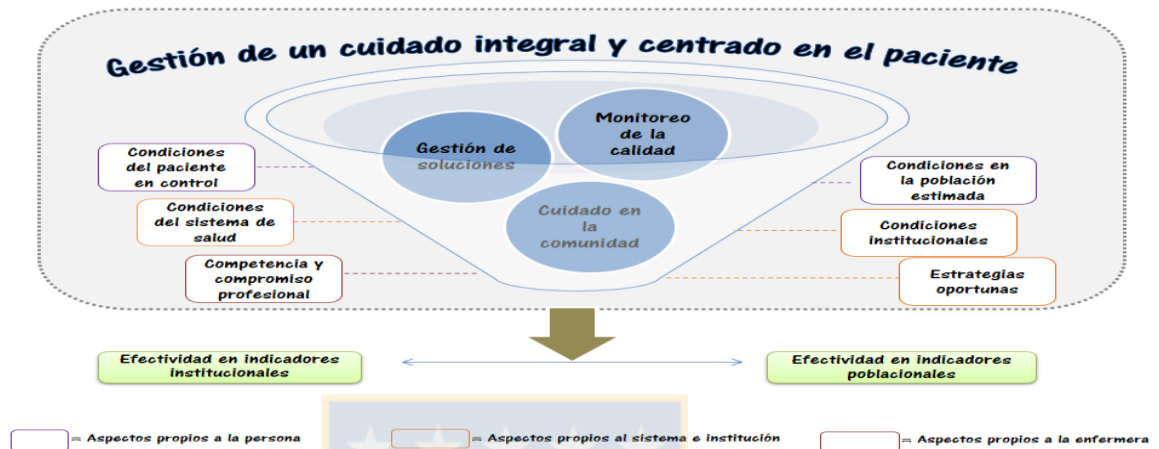 Gestión de un cuidado integral y centrado en el paciente
Monitoreo
de la
calidad
Gestión de
soluciones
Cuidado en
la
comunidad
Condiciones
del paciente
en control
Condiciones
del sistema de
salud
Competencia y
compromiso
profesional
Condiciones en
la población
estimada
Condiciones
institucionales
Estrategias
oportunas
Efectividad en indicadores
institucionales
Efectividad en indicadores
poblacionales
= Aspectos propios a la persona
= Aspectos propios al sistema e institución
= Aspectos propios a la enfermera